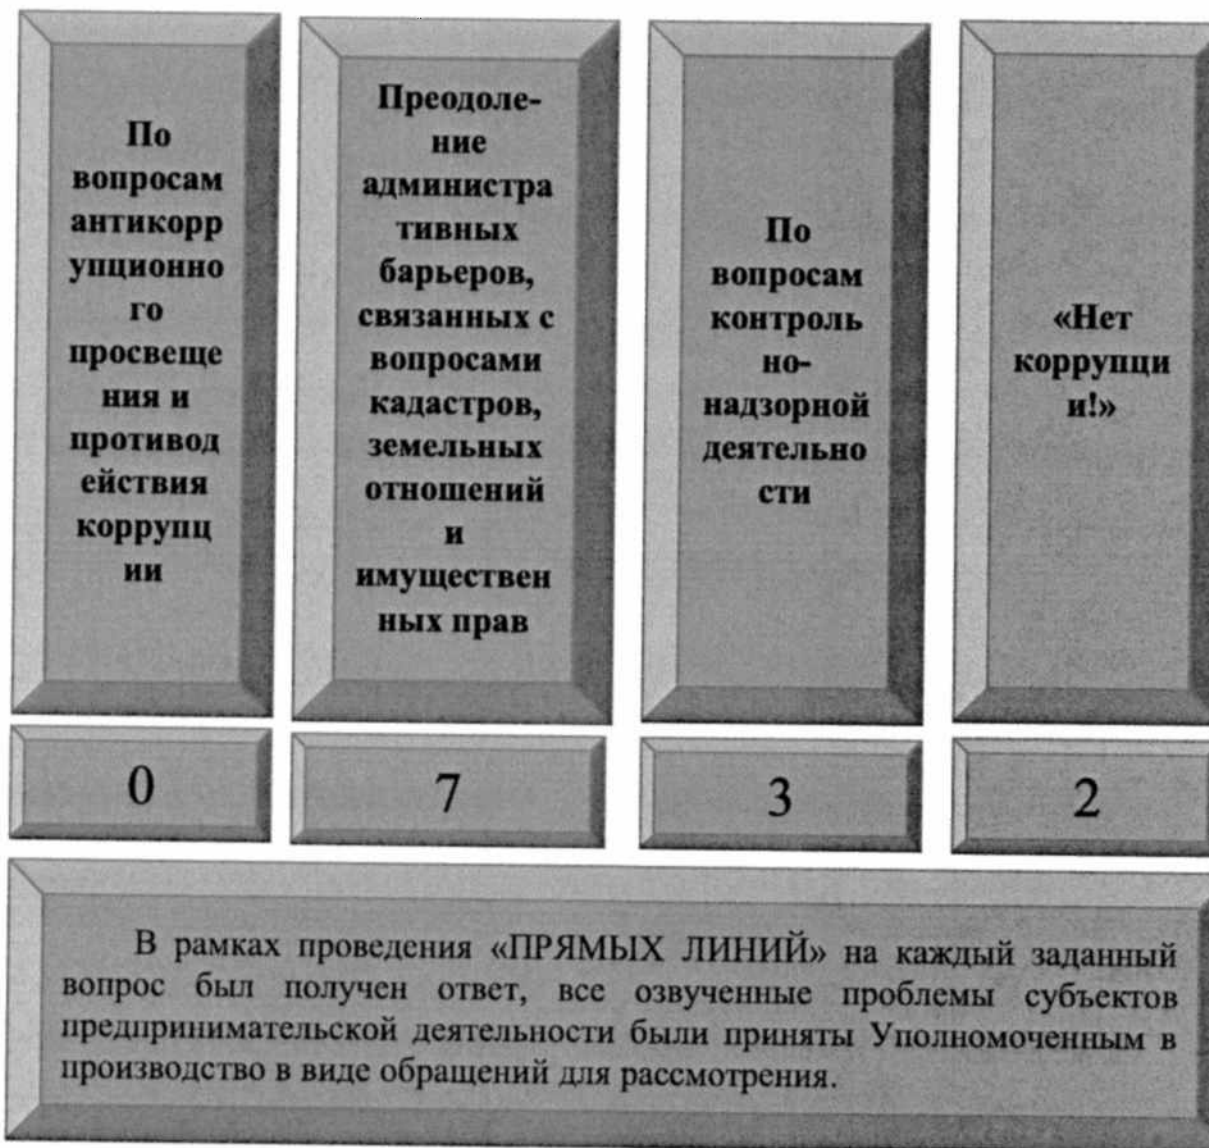 По
вопросам
антикорр
упционно
го
просвеще
ния и
противод
ействия
коррупц
ии
Преодоле-
ние
администра
тивных
барьеров,
связанных с
вопросами
кадастров,
земельных
отношений
и
имуществен
ных прав
По
вопросам
контроль
но-
надзорной
деятельно
сти
«Нет
коррупци
и!»
0
7
3
2
В рамках проведения «ПРЯМЫХ ЛИНИЙ» на каждый заданный
вопрос был получен ответ, все озвученные проблемы субъектов
предпринимательской деятельности были приняты Уполномоченным в
производство в виде обращений для рассмотрения.